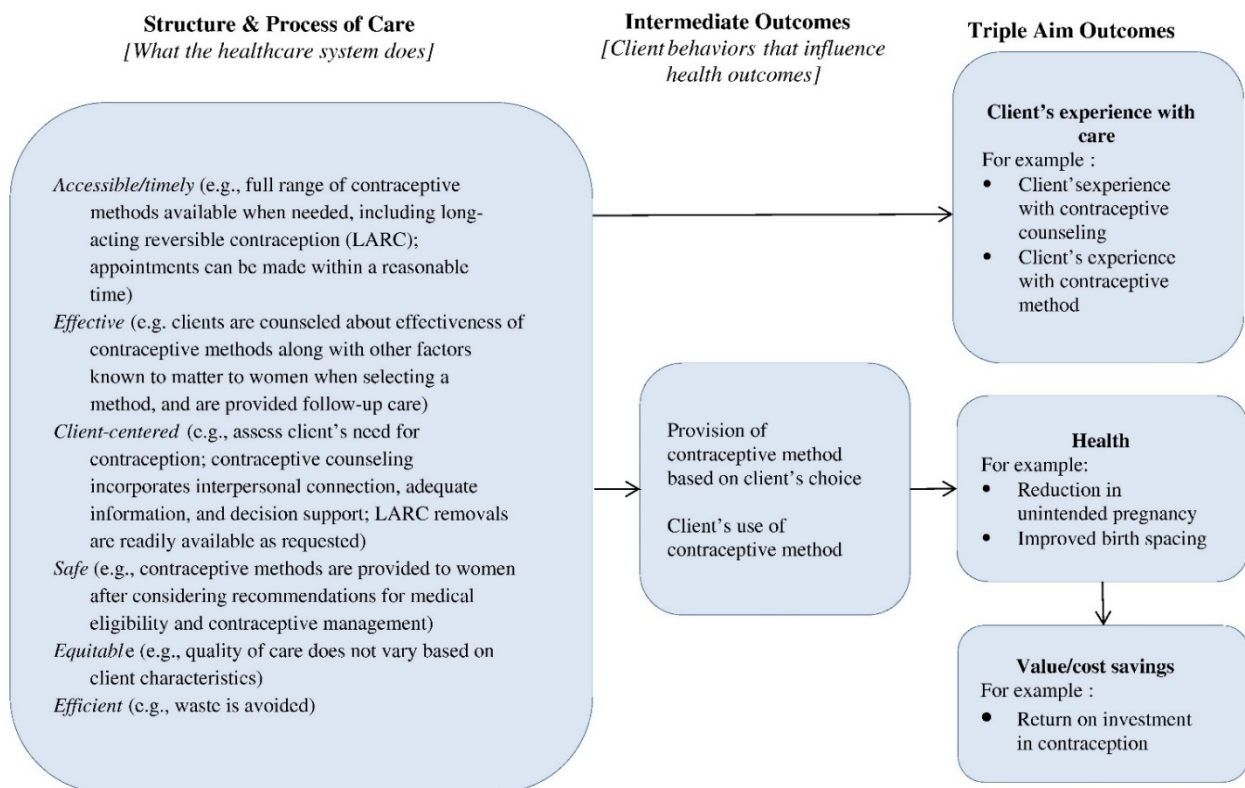 Structure & Process of Care
[What the healthcare system does]
Intermediate Outcomes
[Client behaviors that influence
health outcomes]
Triple Aim Outcomes
Accessible/timely (e.g., full range of contraceptive
methods available when needed, including long-
acting reversible contraception (LARC);
appointments can be made within a reasonable
time)
Effective (e.g. clients are counseled about effectiveness of
contraceptive methods along with other factors
known to matter to women when selecting a
method, and are provided follow-up care)
Client-centered (e.g., assess client's need for
contraception; contraceptive counseling
incorporates interpersonal connection, adequate
information, and decision support; LARC removals
are readily available as requested)
Safe (e.g., contraceptive methods are provided to women
after considering recommendations for medical
eligibility and contraceptive management)
Equitable (e.g., quality of care does not vary based on
client characteristics)
Efficient (e.g., waste is avoided)
Provision of
contraceptive method
based on client's choice
Client's use of
contraceptive method
Client's experience with
care
For example :
• Client'sexperience
with contraceptive
counseling
• Client's experience
with contraceptive
method
Health
For example:
• Reduction in
unintended pregnancy
• Improved birth spacing
Value/cost savings
For example :
• Return on investment
in contraception